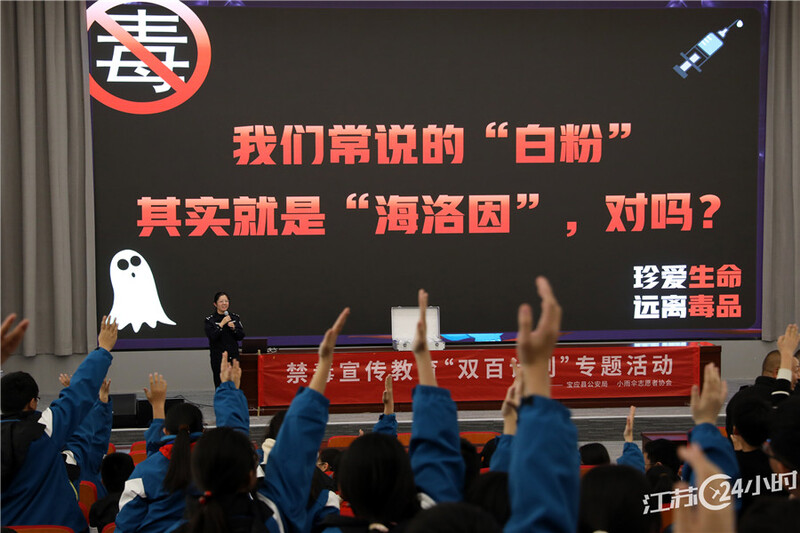 毒
我们常说的“白粉”
其实就是“海洛因”，对吗？
珍爱生命
远离毒品
禁毒宣传教育“双百计划”专题活动
宝应县公安局 小雨伞志愿者协会
江苏24小时